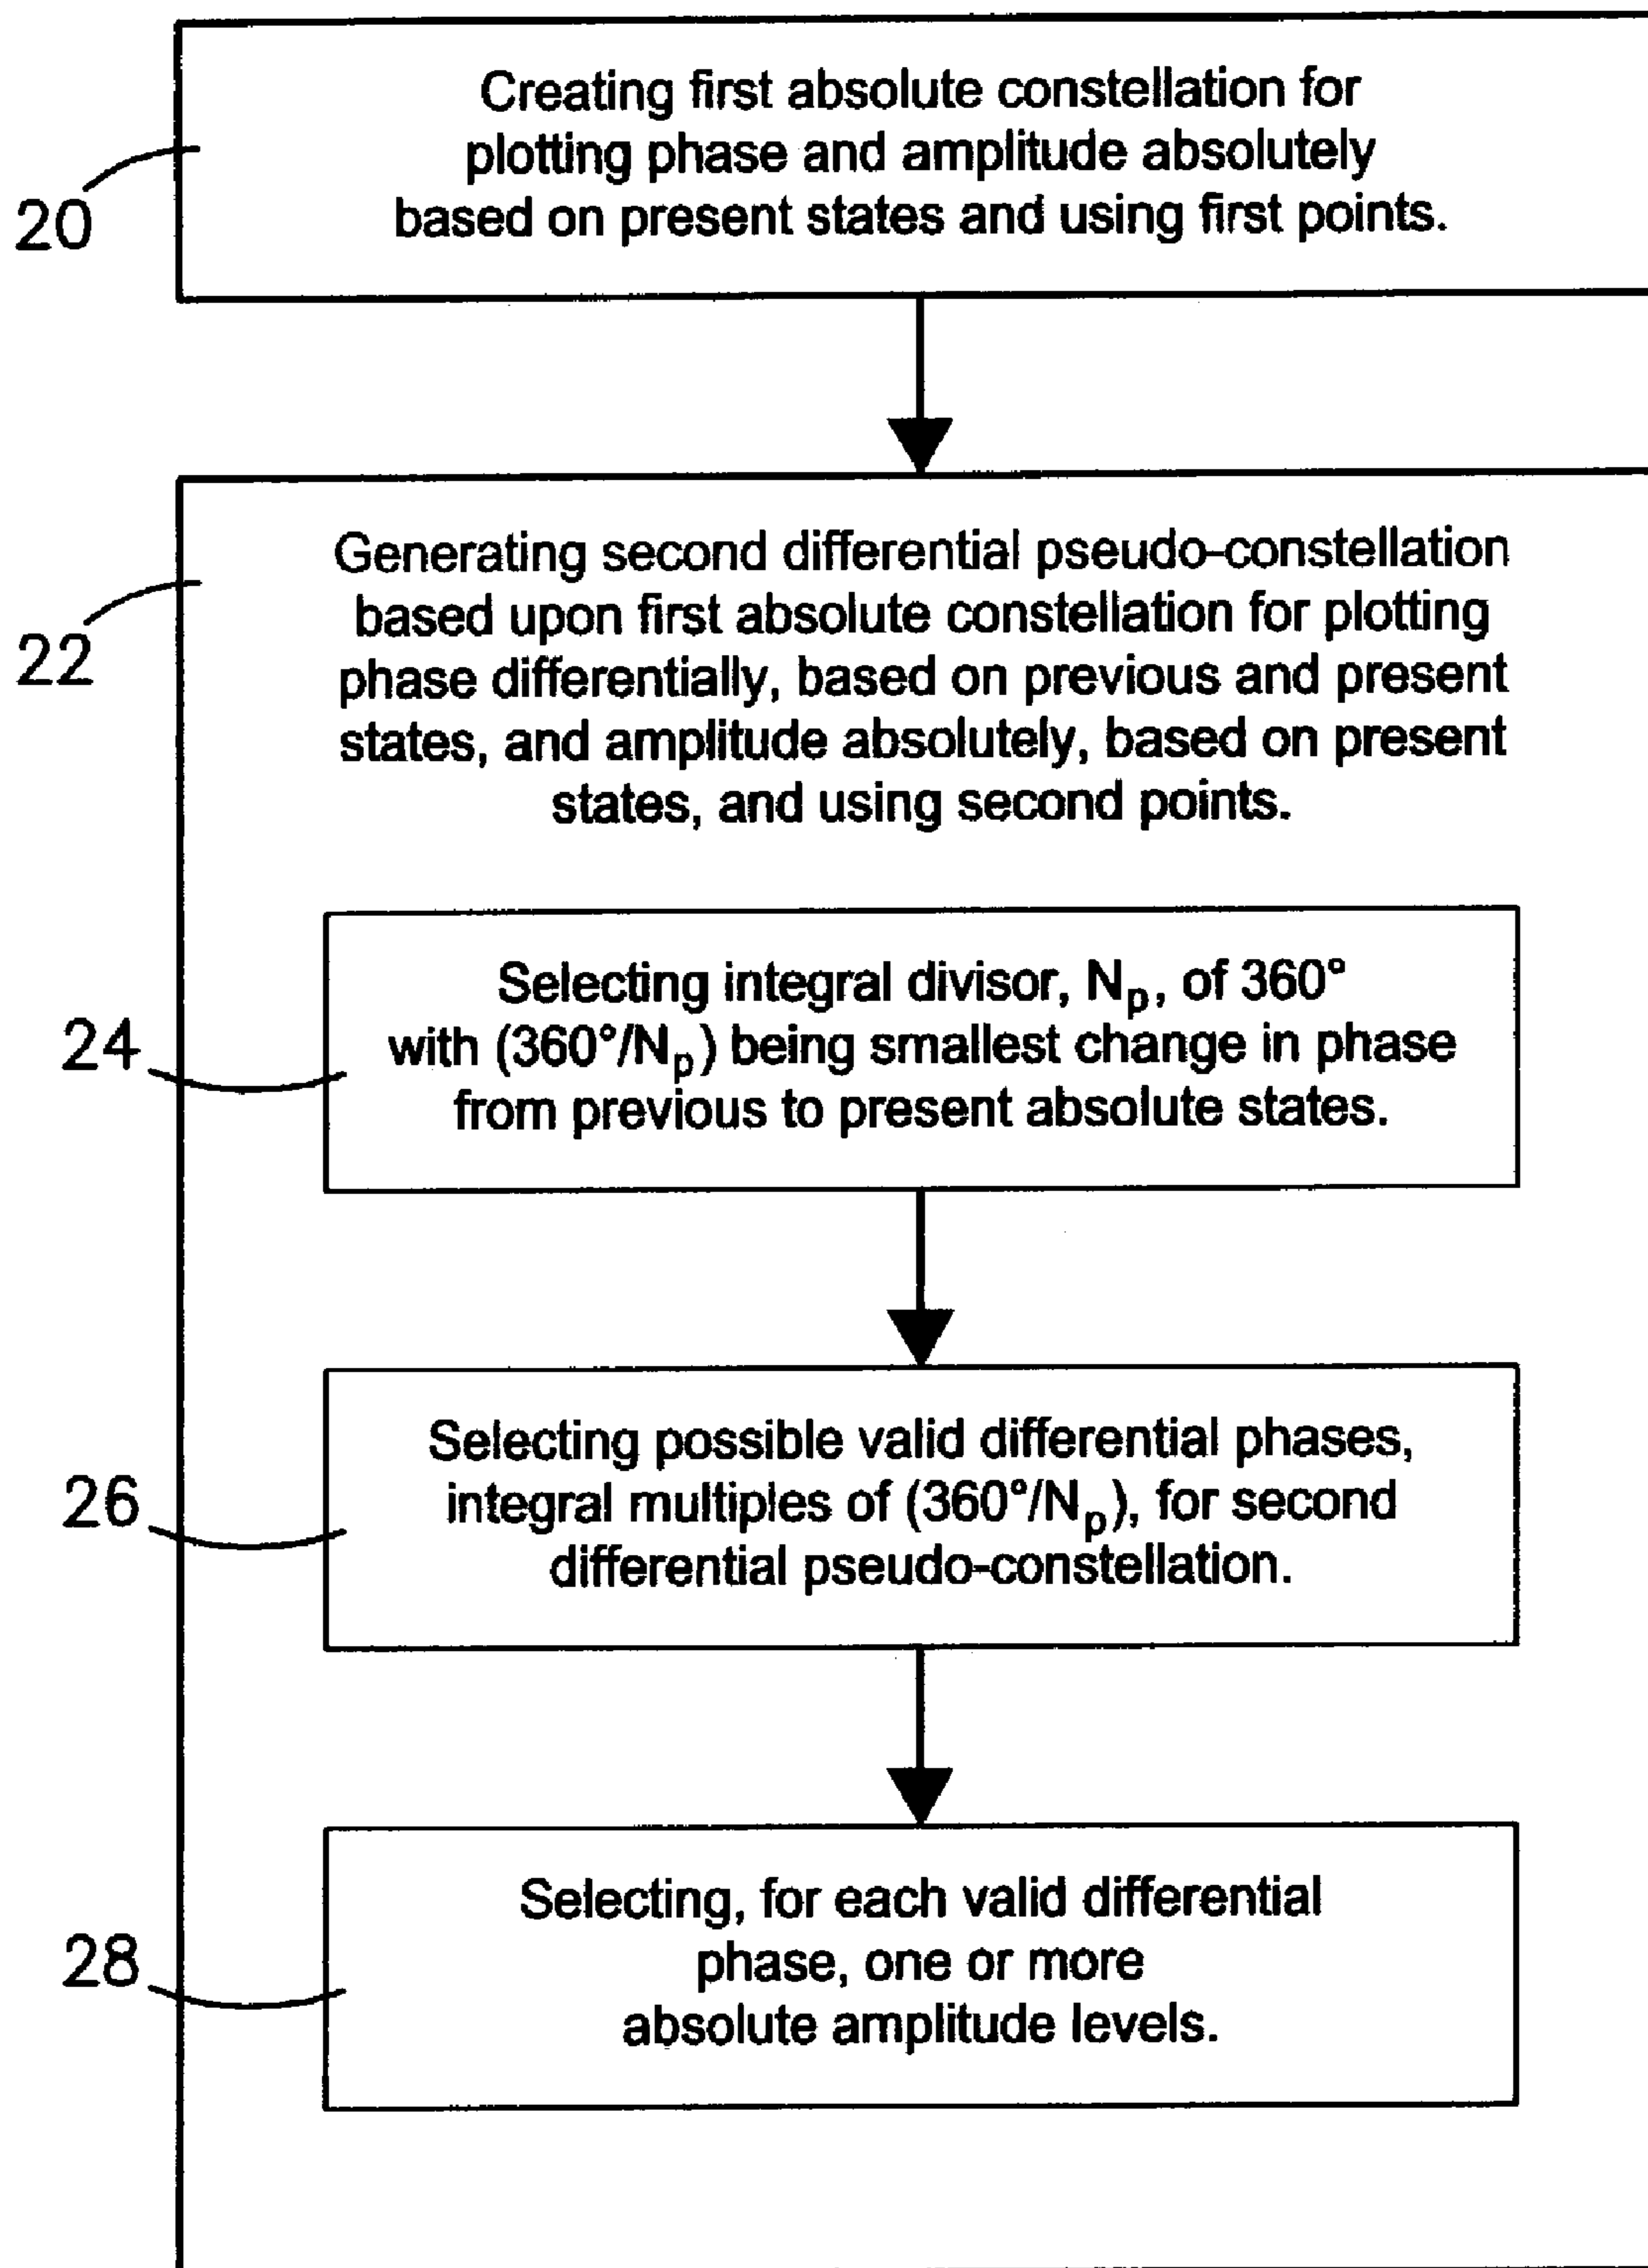 Creating first absolute constellation for
plotting phase and amplitude absolutely
based on present states and using first points.
20
Generating second differential pseudo-constellation
based upon first absolute constellation for plotting
phase differentially, based on previous and present
states, and amplitude absolutely, based on present
states, and using second points.
22
Selecting integral divisor, Np, of 360°
with (360°/Np) being smallest change in phase
from previous to present absolute states.
24
Selecting possible valid differential phases,
integral multiples of (360°/Np), for second
differential pseudo-constellation.
26
Selecting, for each valid differential
phase, one or more
absolute amplitude levels.
28